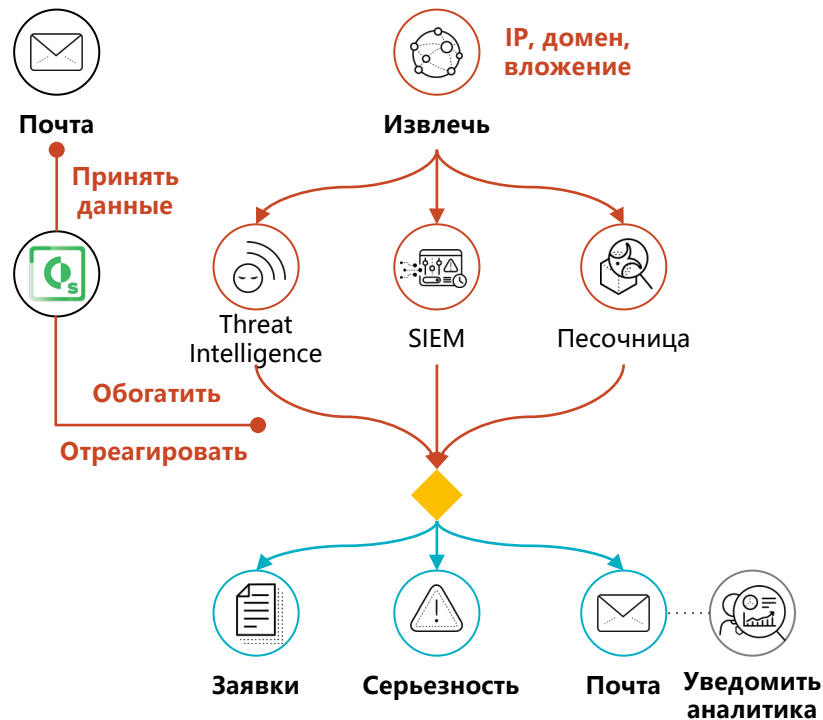 IP, домен,
вложение
Почта
Извлечь
Принять
данные
s
Threat
Intelligence
SIEM
Песочница
Обогатить
Отреагировать
Заявки
Серьезность
Почта
Уведомить
аналитика